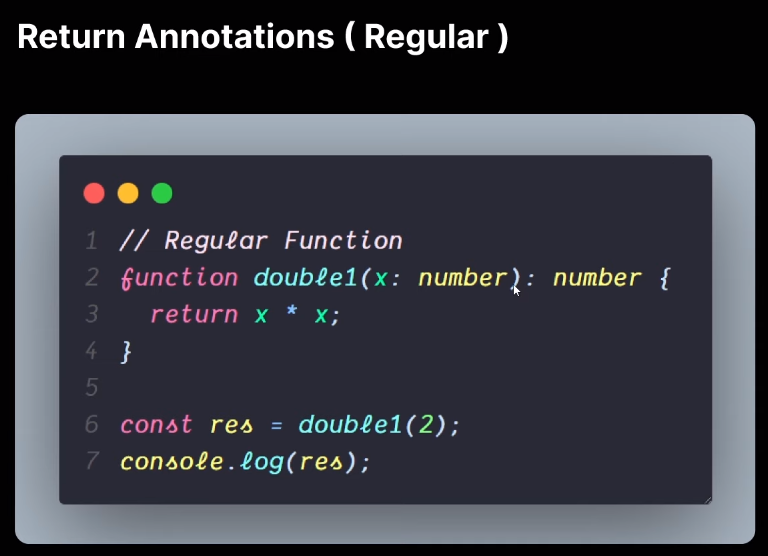 Return Annotations ( Regular )
1 // Regular Function
2 function double1(x: number): number {
3   return x * x;
4 }
5
6 const res = double1(2);
7 console.log(res);